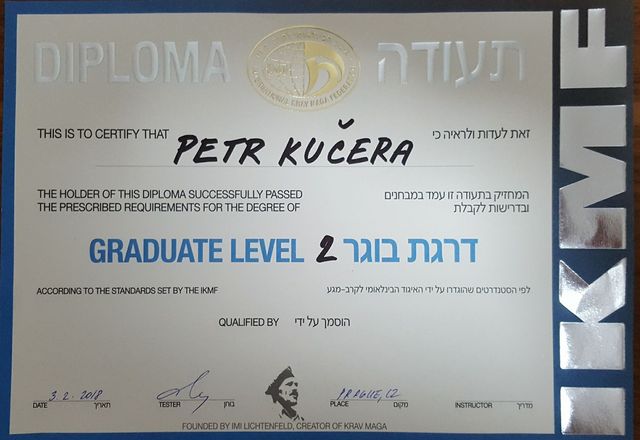 DIPLOMA תעודה
INTERNATIONAL KRAV MAGA FEDERATION
IKMF
THIS IS TO CERTIFY THAT זאת לעדות ולראיה כי
PETR KUČERA
THE HOLDER OF THIS DIPLOMA SUCCESSFULLY PASSED המחזיק בתעודה זו עמד במבחנים
THE PRESCRIBED REQUIREMENTS FOR THE DEGREE OF ובדרישות לקבלת
GRADUATE LEVEL 2 דרגת בוגר
ACCORDING TO THE STANDARDS SET BY THE IKMF לפי הסטנדרטים שהוגדרו על ידי האיגוד הבינלאומי לקרב-מגע
QUALIFIED BY הוסמך על ידי
3. 2. 2018 PRAGUE, CZ
DATE תאריך TESTER בוחן PLACE מקום INSTRUCTOR מדריך
FOUNDED BY IMI LICHTENFELD, CREATOR OF KRAV MAGA